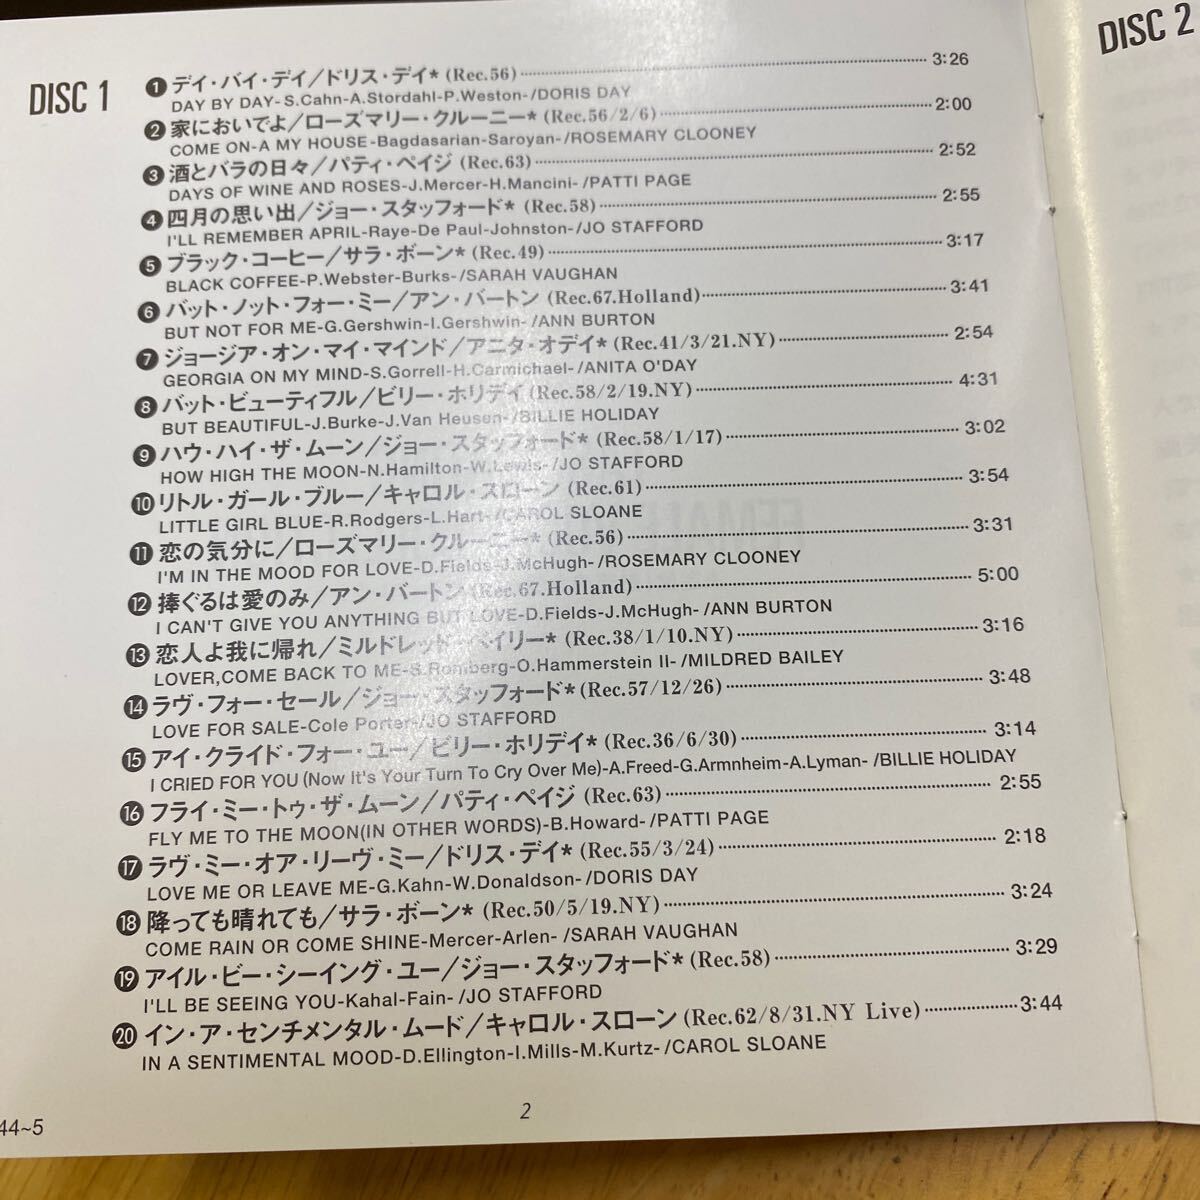 DISC 1
❶ デイ・バイ・デイ/ドリス・デイ* (Rec.56) 3:26
DAY BY DAY-S.Cahn-A.Stordahl-P.Weston-/DORIS DAY
❷ 家においでよ/ローズマリー・クルーニー* (Rec.56/2/6) 2:00
COME ON-A MY HOUSE-Bagdasarian-Saroyan-/ROSEMARY CLOONEY
❸ 酒とバラの日々/パティ・ペイジ (Rec.63) 2:52
DAYS OF WINE AND ROSES-J.Mercer-H.Mancini-/PATTI PAGE
❹ 四月の思い出/ジョー・スタッフォード* (Rec.58) 2:55
I'LL REMEMBER APRIL-Raye-De Paul-Johnston-/JO STAFFORD
❺ ブラック・コーヒー/サラ・ボーン* (Rec.49) 3:17
BLACK COFFEE-P.Webster-Burks-/SARAH VAUGHAN
❻ バット・ノット・フォー・ミー/アン・バートン (Rec.67.Holland) 3:41
BUT NOT FOR ME-G.Gershwin-I.Gershwin-/ANN BURTON
❼ ジョージア・オン・マイ・マインド/アニタ・オデイ* (Rec.41/3/21.NY) 2:54
GEORGIA ON MY MIND-S.Gorrell-H.Carmichael-/ANITA O'DAY
❽ バット・ビューティフル/ビリー・ホリデイ (Rec.58/2/19.NY) 4:31
BUT BEAUTIFUL-J.Burke-J.Van Heusen-/BILLIE HOLIDAY
❾ ハウ・ハイ・ザ・ムーン/ジョー・スタッフォード* (Rec.58/1/17) 3:02
HOW HIGH THE MOON-N.Hamilton-W.Lewis-/JO STAFFORD
❿ リトル・ガール・ブルー/キャロル・スローン (Rec.61) 3:54
LITTLE GIRL BLUE-R.Rodgers-L.Hart-/CAROL SLOANE
⓫ 恋の気分に/ローズマリー・クルーニー* (Rec.56) 3:31
I'M IN THE MOOD FOR LOVE-D.Fields-J.McHugh-/ROSEMARY CLOONEY
⓬ 捧ぐるは愛のみ/アン・バートン (Rec.67.Holland) 5:00
I CAN'T GIVE YOU ANYTHING BUT LOVE-D.Fields-J.McHugh-/ANN BURTON
⓭ 恋人よ我に帰れ/ミルドレッド・ベイリー* (Rec.38/1/10.NY) 3:16
LOVER,COME BACK TO ME-S.Romberg-O.Hammerstein II-/MILDRED BAILEY
⓮ ラヴ・フォー・セール/ジョー・スタッフォード* (Rec.57/12/26) 3:48
LOVE FOR SALE-Cole Porter-/JO STAFFORD
⓯ アイ・クライド・フォー・ユー/ビリー・ホリデイ* (Rec.36/6/30) 3:14
I CRIED FOR YOU (Now It's Your Turn To Cry Over Me)-A.Freed-G.Armnheim-A.Lyman-/BILLIE HOLIDAY
⓰ フライ・ミー・トゥ・ザ・ムーン/パティ・ペイジ (Rec.63) 2:55
FLY ME TO THE MOON(IN OTHER WORDS)-B.Howard-/PATTI PAGE
⓱ ラヴ・ミー・オア・リーヴ・ミー/ドリス・デイ* (Rec.55/3/24) 2:18
LOVE ME OR LEAVE ME-G.Kahn-W.Donaldson-/DORIS DAY
⓲ 降っても晴れても/サラ・ボーン* (Rec.50/5/19.NY) 3:24
COME RAIN OR COME SHINE-Mercer-Arlen-/SARAH VAUGHAN
⓳ アイル・ビー・シーイング・ユー/ジョー・スタッフォード* (Rec.58) 3:29
I'LL BE SEEING YOU-Kahal-Fain-/JO STAFFORD
⓴ イン・ア・センチメンタル・ムード/キャロル・スローン (Rec.62/8/31.NY Live) 3:44
IN A SENTIMENTAL MOOD-D.Ellington-I.Mills-M.Kurtz-/CAROL SLOANE
2
44~5
DISC 2